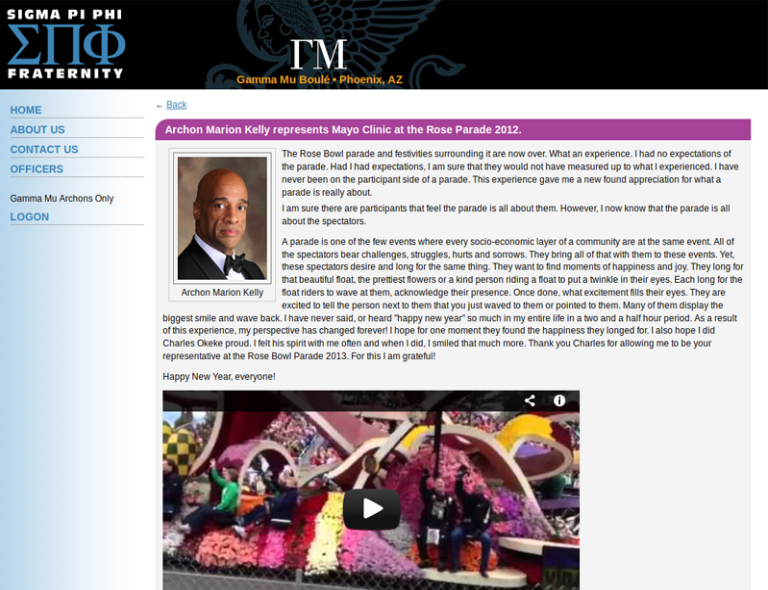 SIGMA PI PHI
ΣΠΦ
FRATERNITY
ΓΜ
Gamma Mu Boulé • Phoenix, AZ
HOME
ABOUT US
CONTACT US
OFFICERS
Gamma Mu Archons Only
LOGON
← Back
Archon Marion Kelly represents Mayo Clinic at the Rose Parade 2012.
Archon Marion Kelly
The Rose Bowl parade and festivities surrounding it are now over. What an experience. I had no expectations of
the parade. Had I had expectations, I am sure that they would not have measured up to what I experienced. I have
never been on the participant side of a parade. This experience gave me a new found appreciation for what a
parade is really about.
I am sure there are participants that feel the parade is all about them. However, I now know that the parade is all
about the spectators.
A parade is one of the few events where every socio-economic layer of a community are at the same event. All of
the spectators bear challenges, struggles, hurts and sorrows. They bring all of that with them to these events. Yet,
these spectators desire and long for the same thing. They want to find moments of happiness and joy. They long for
that beautiful float, the prettiest flowers or a kind person riding a float to put a twinkle in their eyes. Each long for the
float riders to wave at them, acknowledge their presence. Once done, what excitement fills their eyes. They are
excited to tell the person next to them that you just waved to them or pointed to them. Many of them display the
biggest smile and wave back. I have never said, or heard "happy new year" so much in my entire life in a two and a half hour period. As a result
of this experience, my perspective has changed forever! I hope for one moment they found the happiness they longed for. I also hope I did
Charles Okeke proud. I felt his spirit with me often and when I did, I smiled that much more. Thank you Charles for allowing me to be your
representative at the Rose Bowl Parade 2013. For this I am grateful!
Happy New Year, everyone!